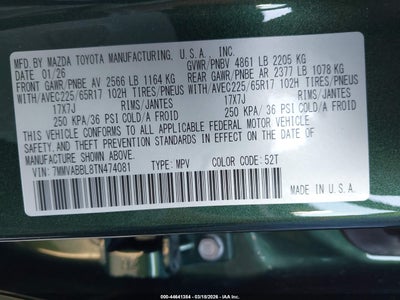 MFD. BY MAZDA TOYOTA MANUFACTURING, U.S.A., INC.
DATE 01/26 GVWR/PNBV 4861 LB 2205 KG
FRONT GAWR/PNBE AV 2566 LB 1164 KG REAR GAWR/PNBE AR 2377 LB 1078 KG
WITH/AVEC225/65R17 102H TIRES/PNEUS WITH/AVEC225/65R17 102H TIRES/PNEUS
17X7J RIMS/JANTES 17X7J RIMS/JANTES
250 KPA/36 PSI COLD/A FROID 250 KPA/36 PSI COLD/A FROID
THIS VEHICLE CONFORMS TO ALL APPLICABLE FEDERAL MOTOR VEHICLE
SAFETY, AND THEFT PREVENTION STANDARDS IN EFFECT ON THE DATE OF
MANUFACTURE SHOWN ABOVE.
VIN: 7MMVABBL8TN474081 TYPE: MPV COLOR CODE: 52T
000-44641384 - 03/18/2026 - IAA Inc.